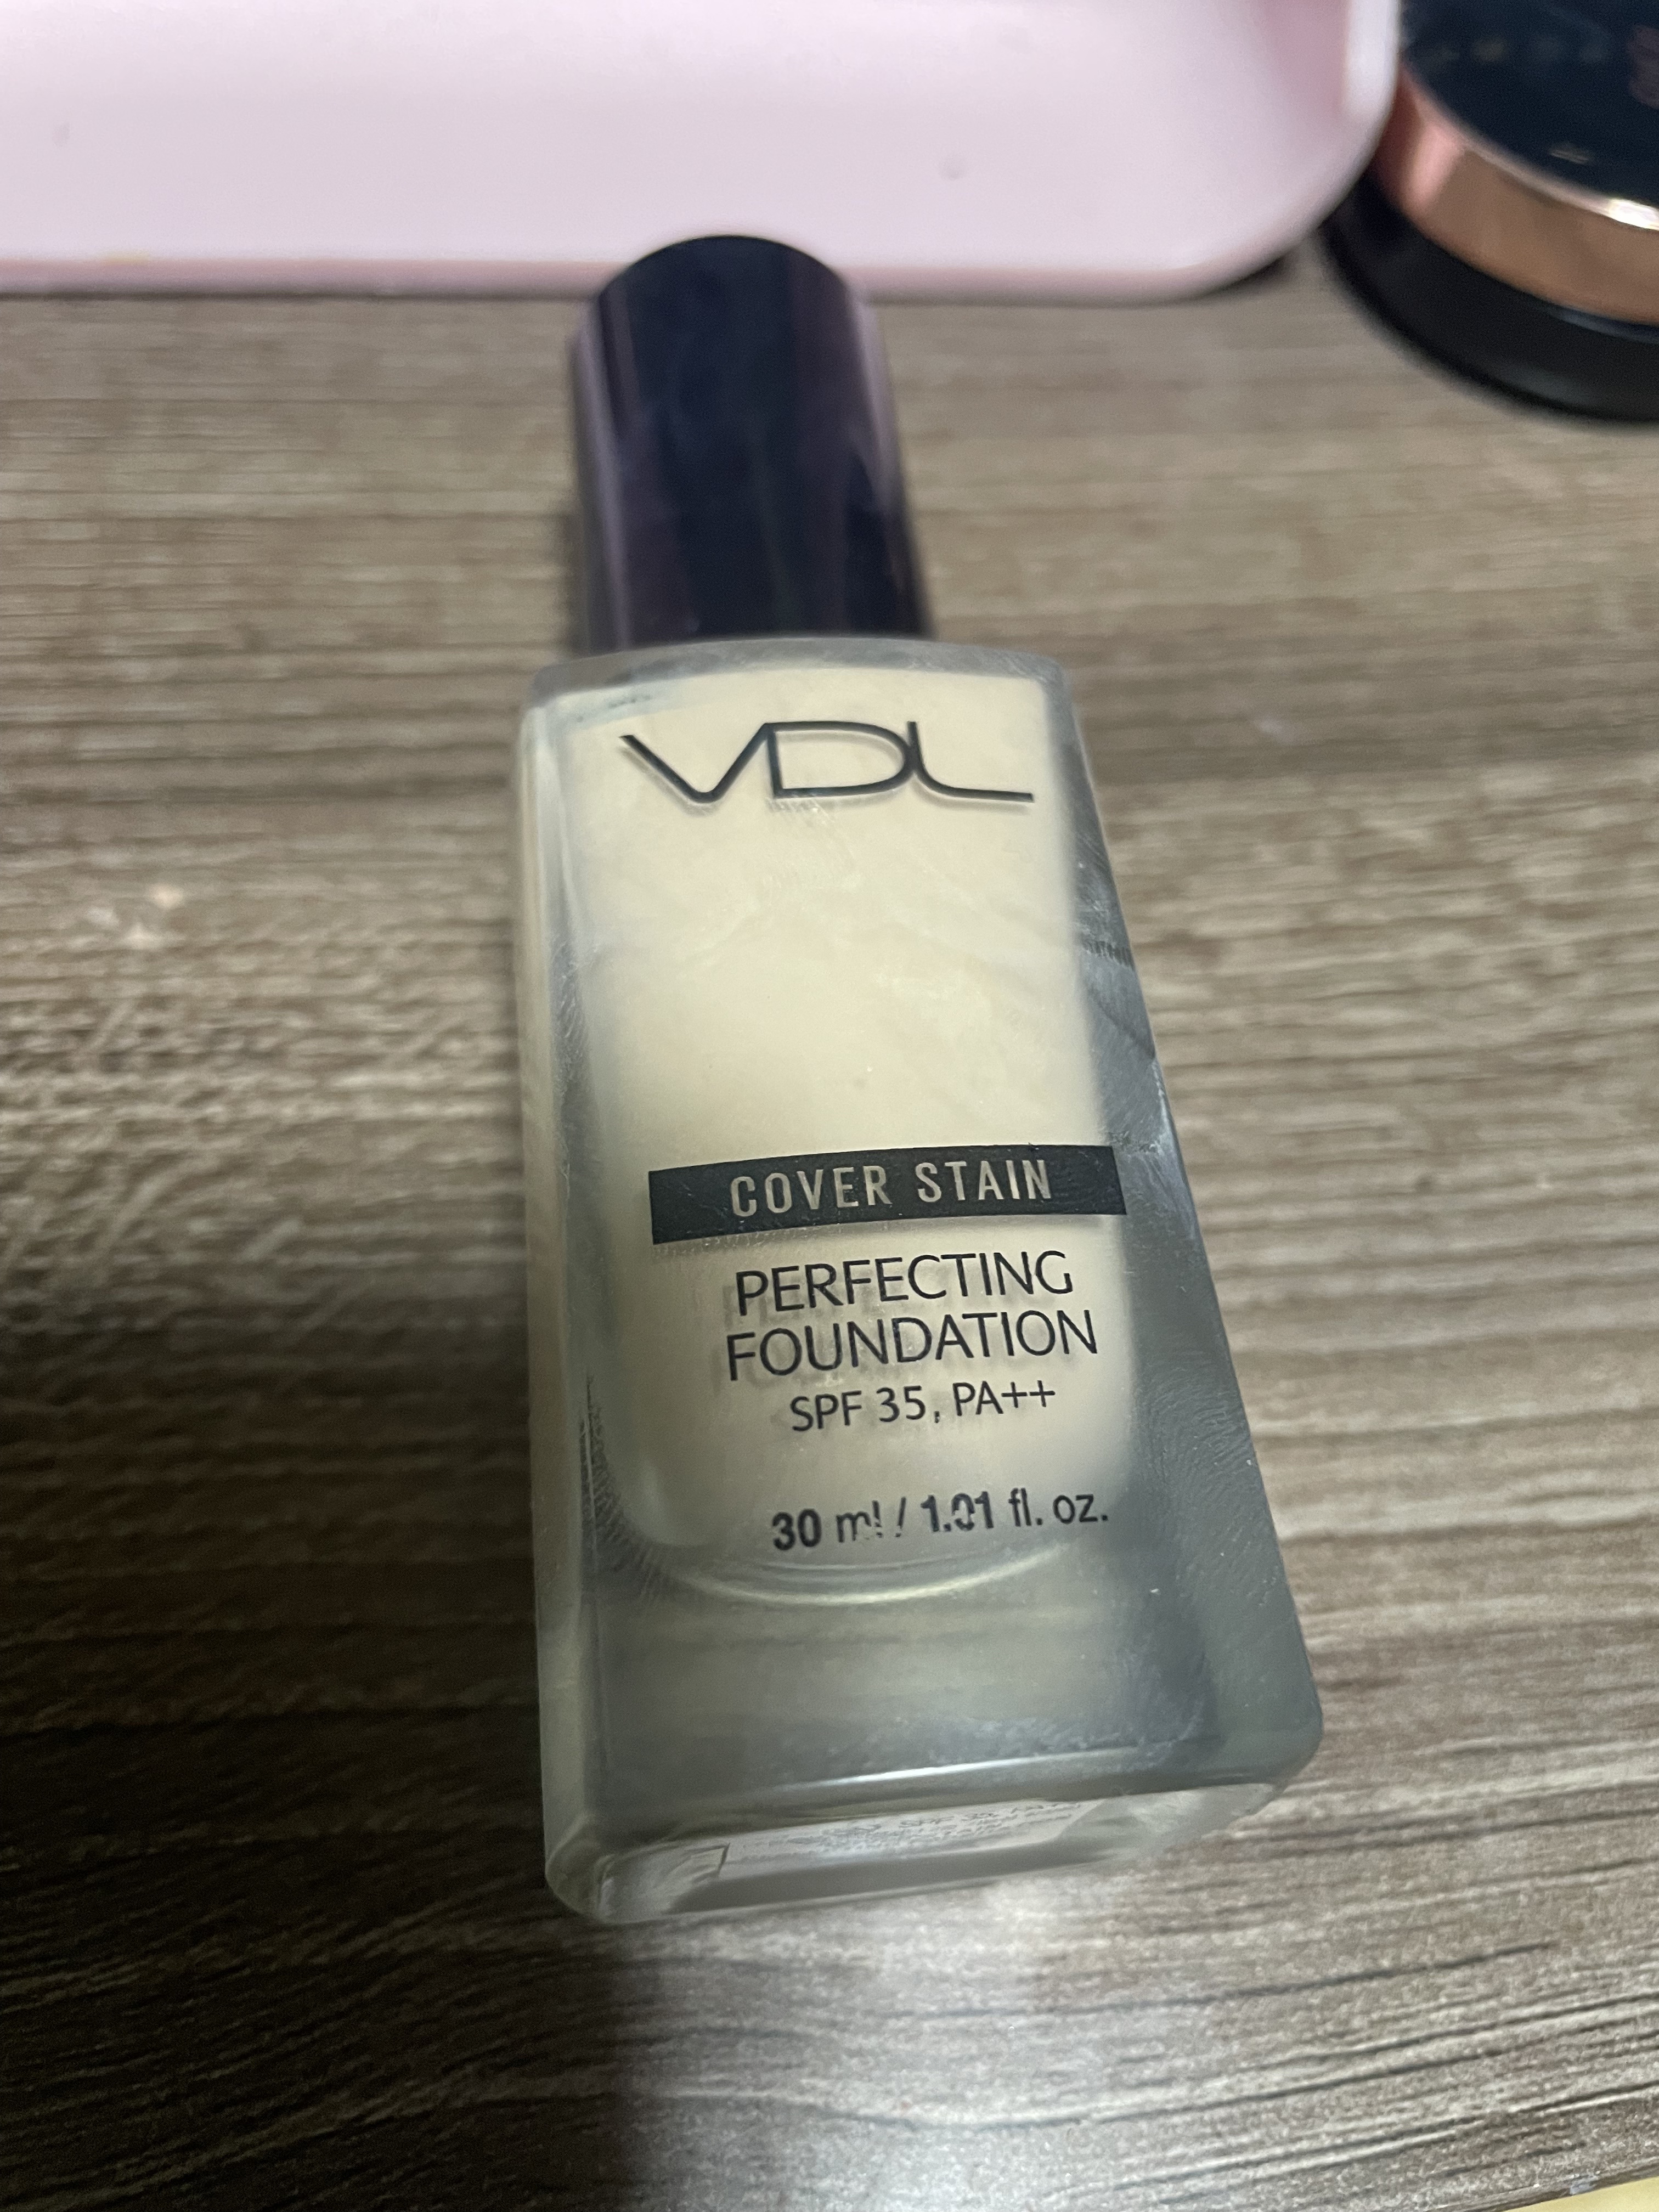 VDL
COVER STAIN
PERFECTING
FOUNDATION
SPF 35, PA++
30 ml / 1.01 fl. oz.